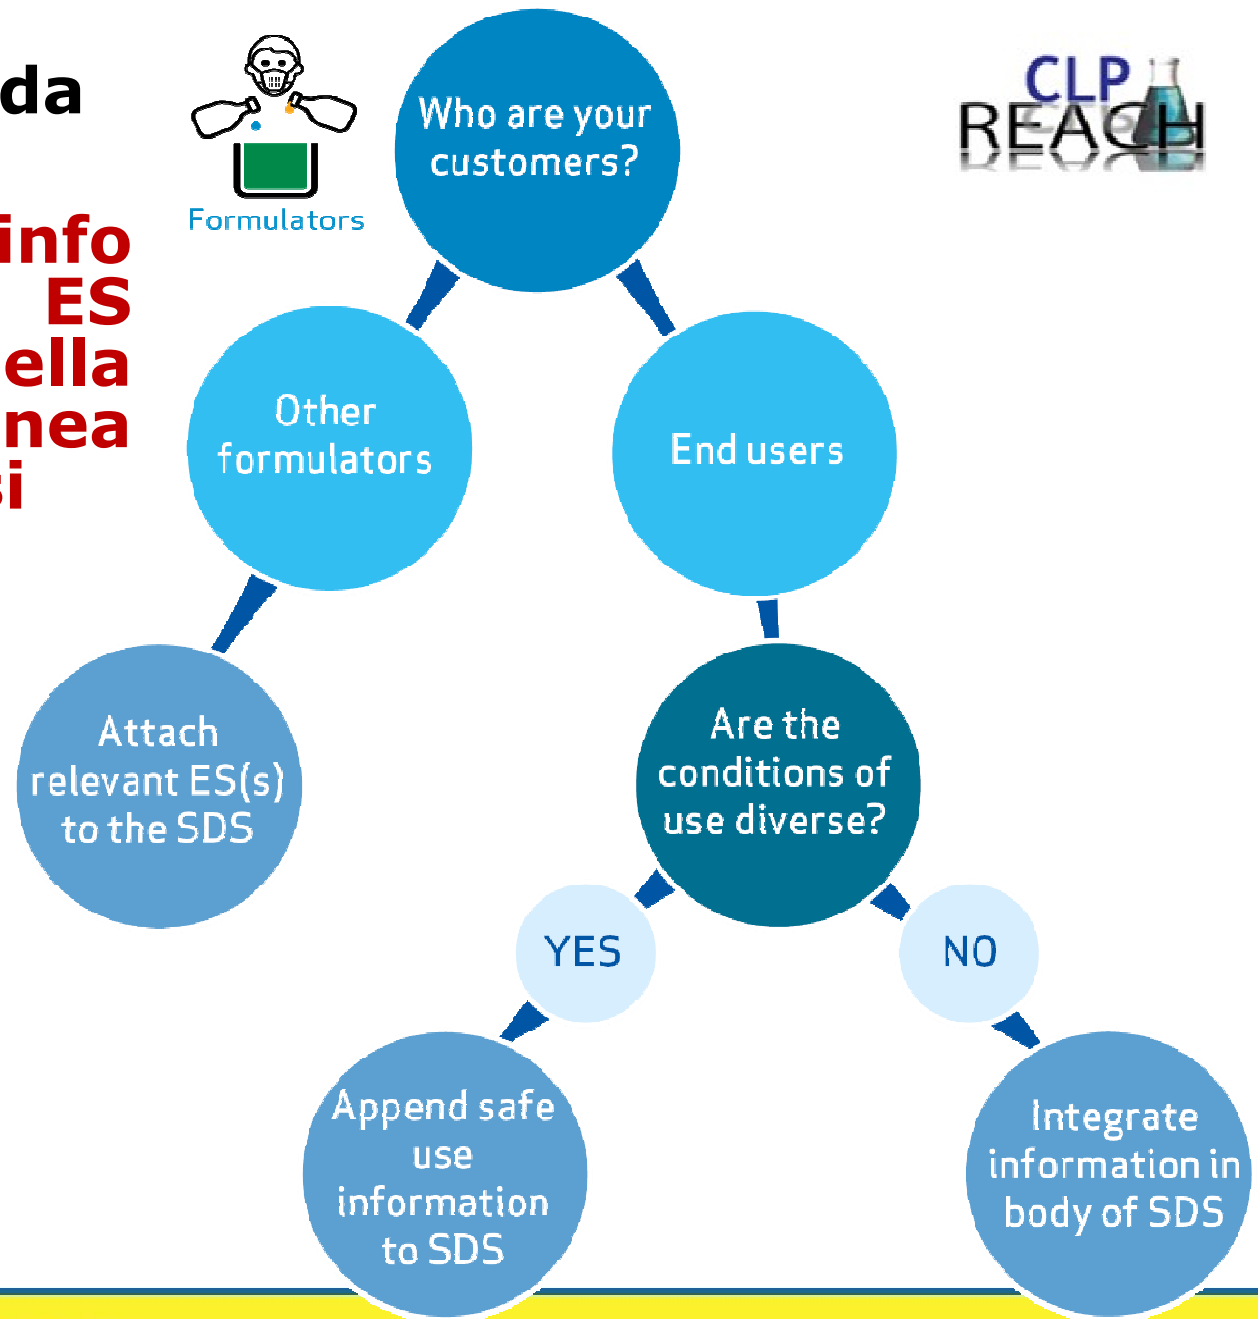 da
info
ES
ella
nea
si
Formulators
CLP
REACH
Who are your
customers?
Other
formulators
End users
Attach
relevant ES(s)
to the SDS
Are the
conditions of
use diverse?
YES
NO
Append safe
use
information
to SDS
Integrate
information in
body of SDS